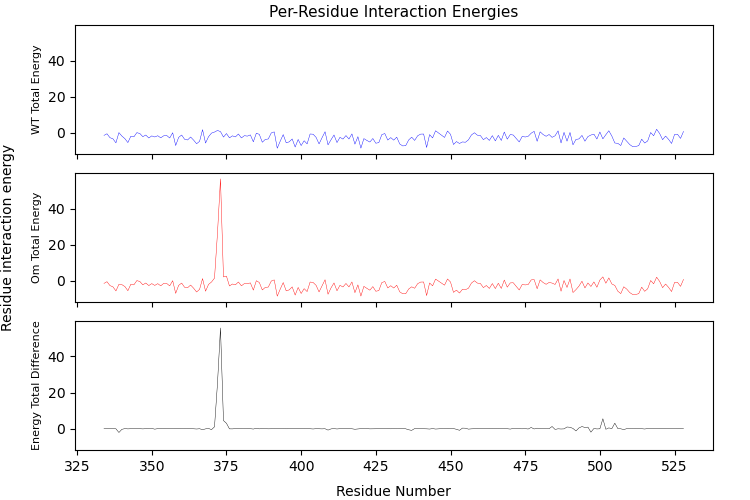 Per-Residue Interaction Energies
Residue interaction energy
WT Total Energy
40
20
0
Om Total Energy
40
20
0
Energy Total Difference
40
20
0
325 350 375 400 425 450 475 500 525
Residue Number